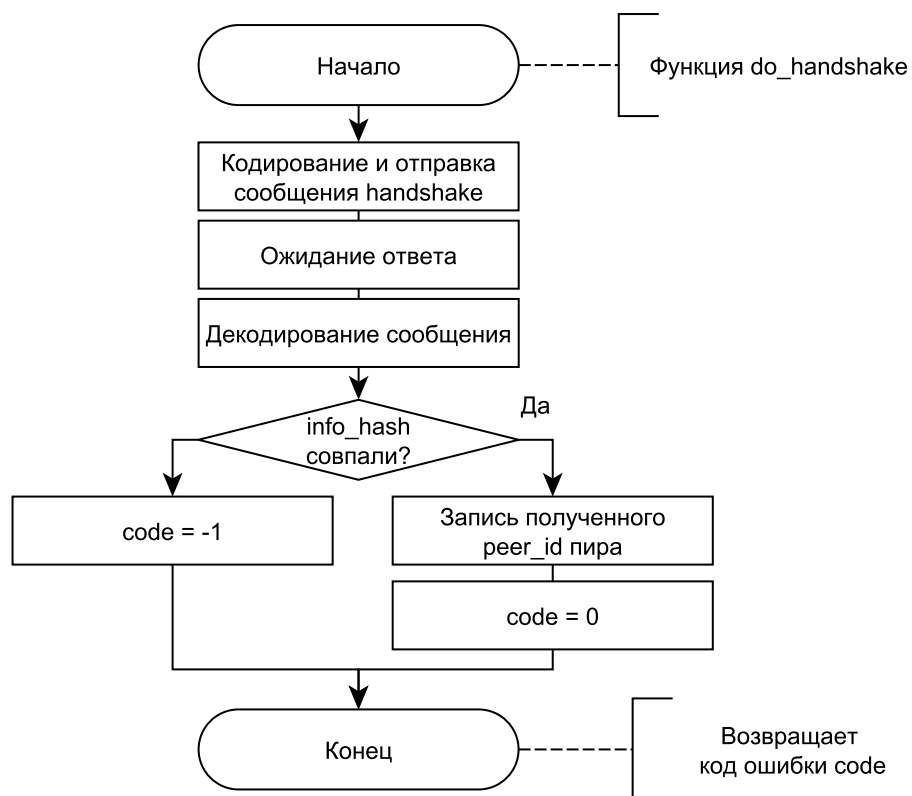 Начало
Функция do_handshake
Кодирование и отправка
сообщения handshake
Ожидание ответа
Декодирование сообщения
Да
info_hash
совпали?
code = -1
Запись полученного
peer_id пира
code = 0
Конец
Возвращает
код ошибки code